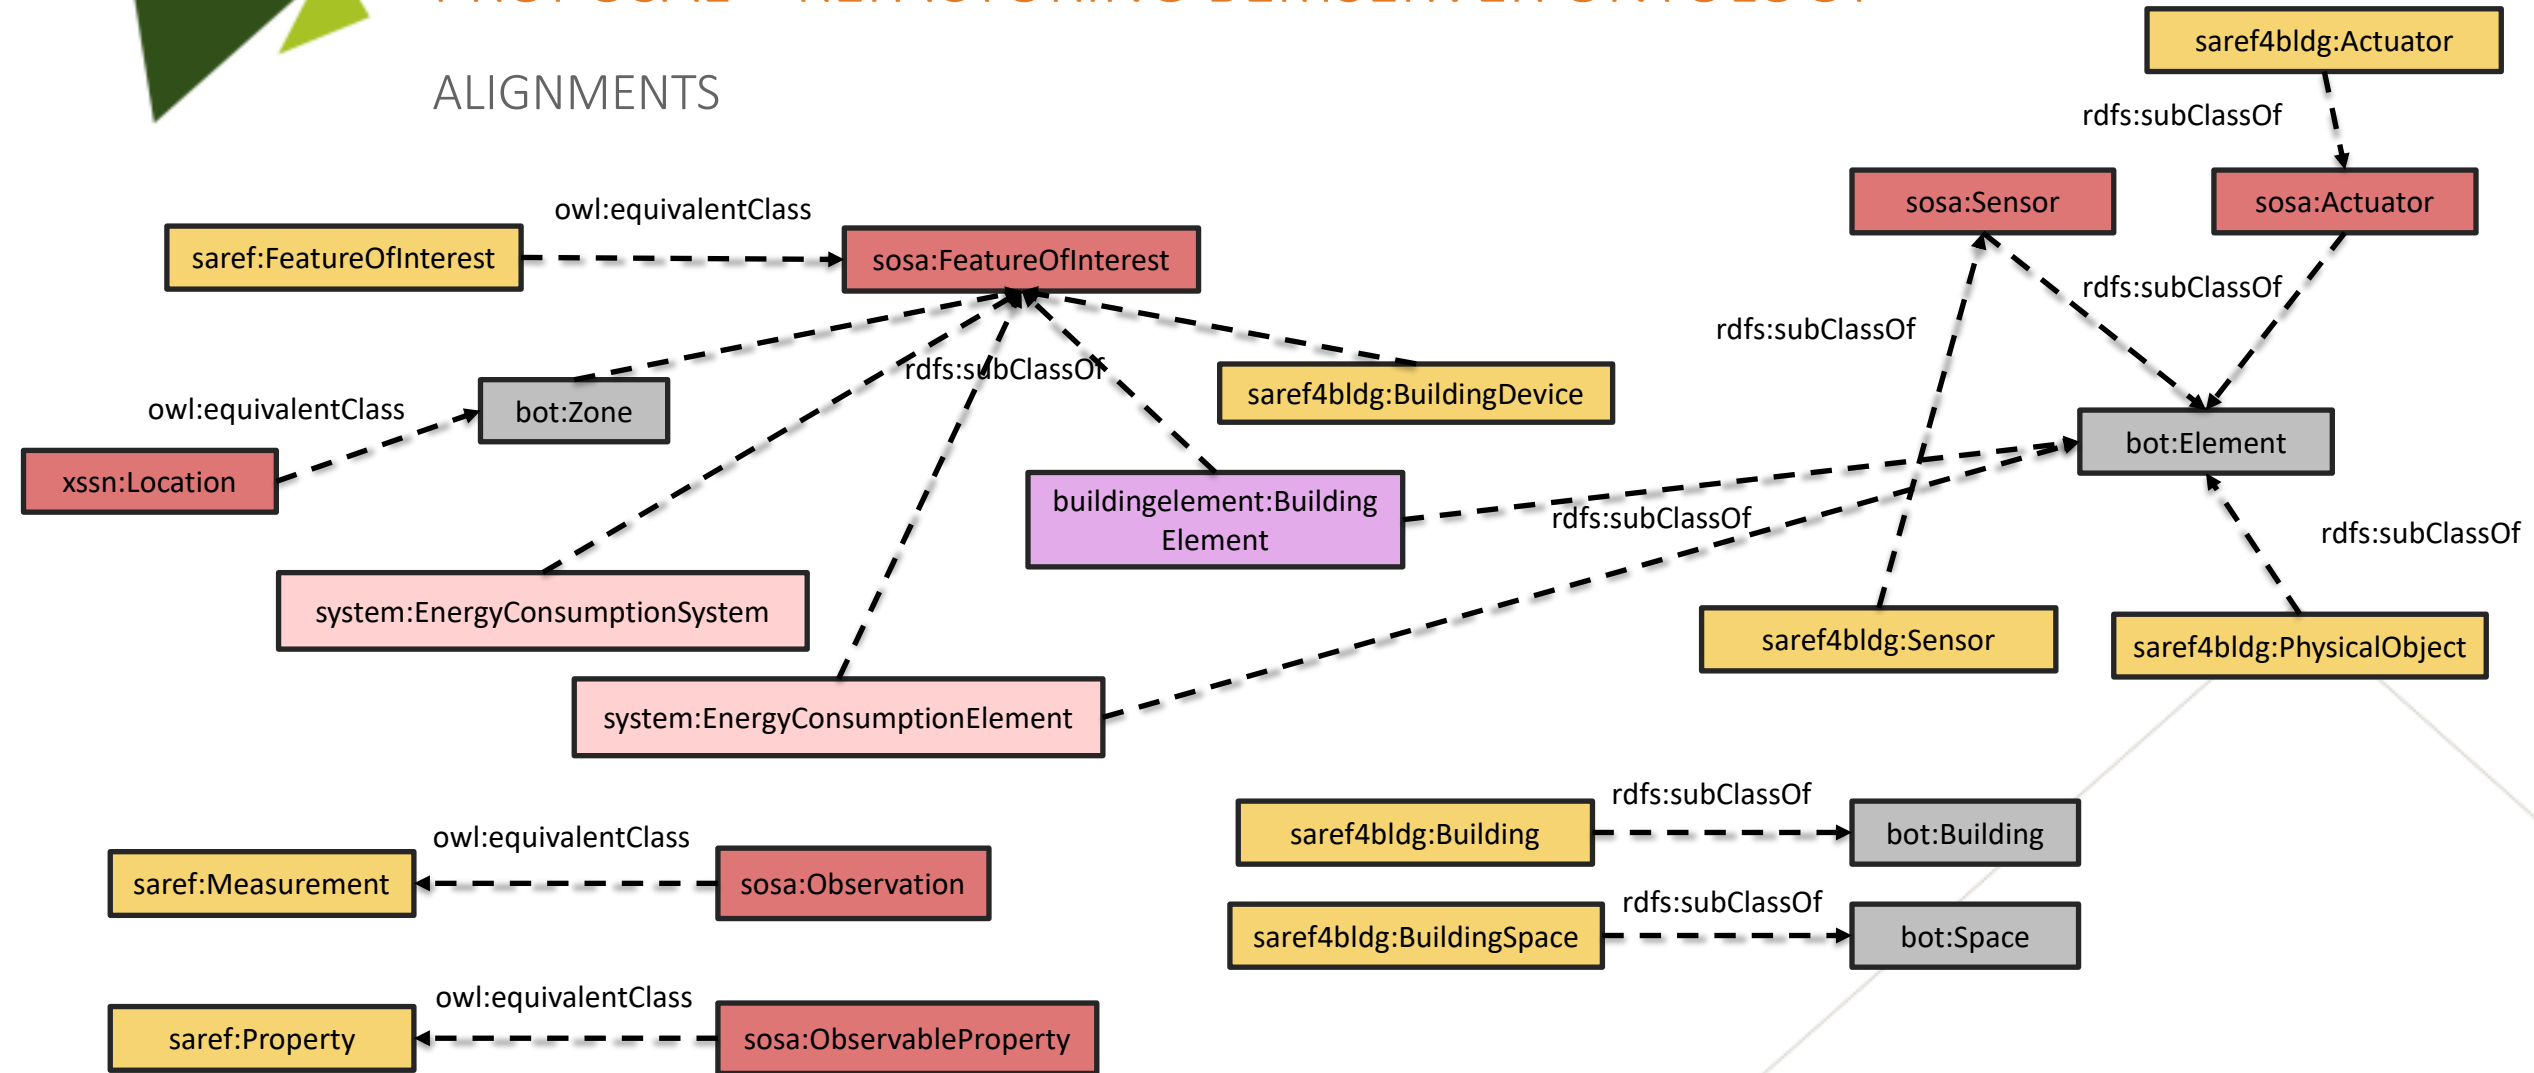 ALIGNMENTS
saref4bldg:Actuator
rdfs:subClassOf
sosa:Sensor
sosa:Actuator
owl:equivalentClass
saref:FeatureOfInterest
sosa:FeatureOfInterest
rdfs:subClassOf
rdfs:subClassOf
rdfs:subClassOf
saref4bldg:BuildingDevice
owl:equivalentClass
bot:Zone
bot:Element
xssn:Location
buildingelement:Building
Element
rdfs:subClassOf
rdfs:subClassOf
system:EnergyConsumptionSystem
saref4bldg:Sensor
saref4bldg:PhysicalObject
system:EnergyConsumptionElement
rdfs:subClassOf
saref4bldg:Building
bot:Building
owl:equivalentClass
saref:Measurement
sosa:Observation
rdfs:subClassOf
saref4bldg:BuildingSpace
bot:Space
owl:equivalentClass
saref:Property
sosa:ObservableProperty